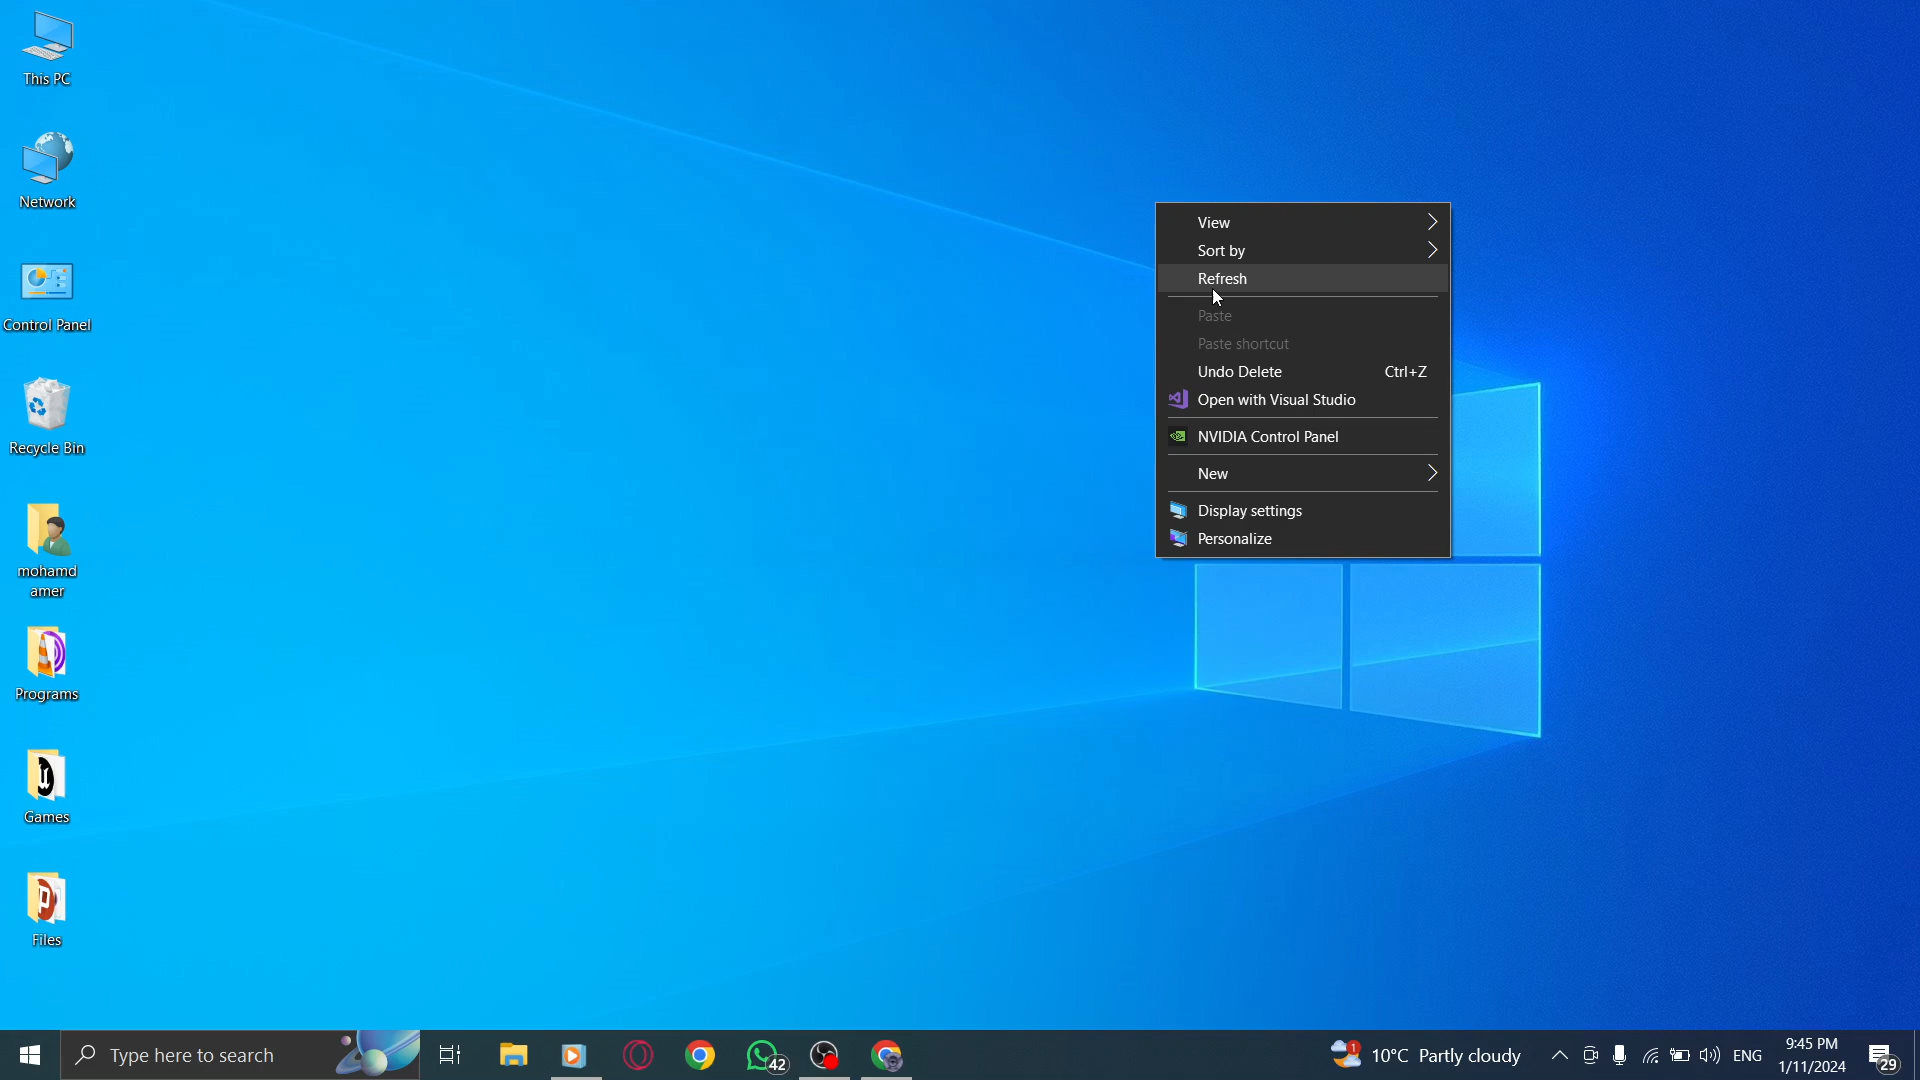 This PC
Network
Control Panel
Recycle Bin
mohamd
amer
Programs
Games
Files
View
Sort by
Refresh
Paste
Paste shortcut
Undo Delete Ctrl+Z
Open with Visual Studio
NVIDIA Control Panel
New
Display settings
Personalize
Type here to search
42
1
10°C Partly cloudy
ENG
9:45 PM
1/11/2024
29